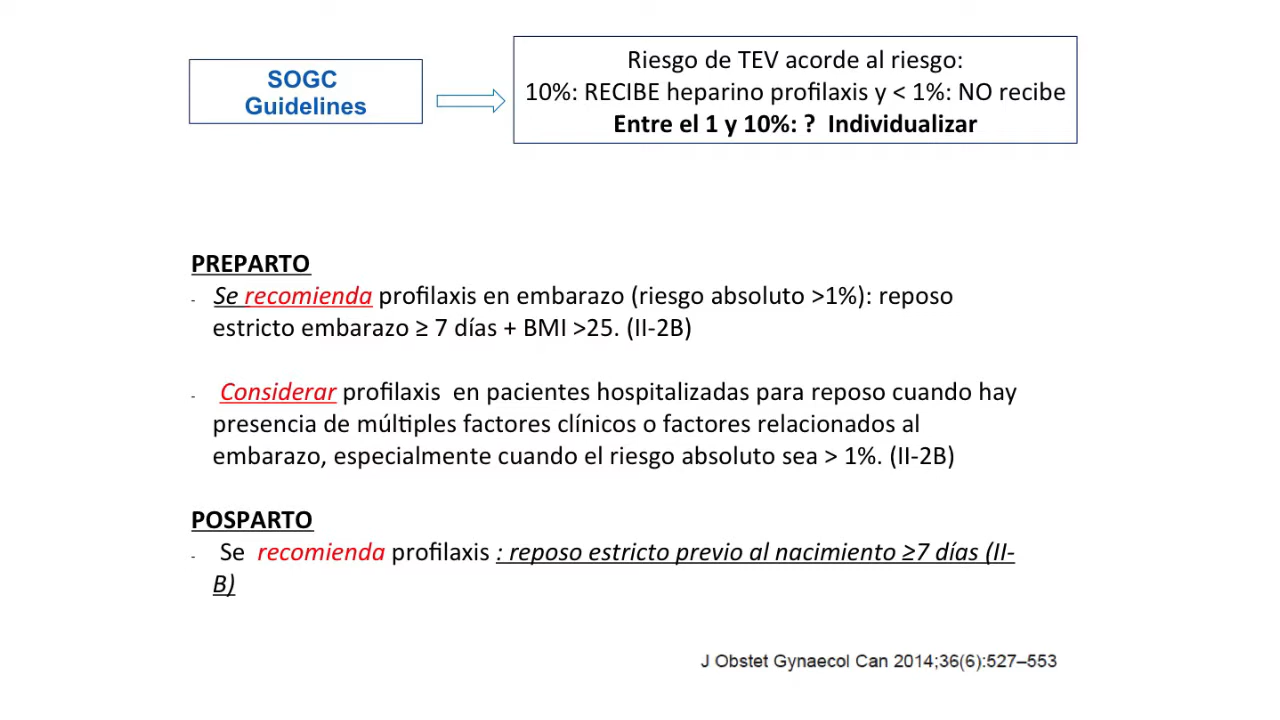 SOGC
Guidelines
Riesgo de TEV acorde al riesgo:
10%: RECIBE heparino profilaxis y < 1%: NO recibe
Entre el 1 y 10%: ? Individualizar
PREPARTO
- Se recomienda profilaxis en embarazo (riesgo absoluto >1%): reposo
estricto embarazo ≥ 7 días + BMI >25. (II-2B)
- Considerar profilaxis en pacientes hospitalizadas para reposo cuando hay
presencia de múltiples factores clínicos o factores relacionados al
embarazo, especialmente cuando el riesgo absoluto sea > 1%. (II-2B)
POSPARTO
- Se recomienda profilaxis : reposo estricto previo al nacimiento ≥7 días (II-
B)
J Obstet Gynaecol Can 2014;36(6):527–553